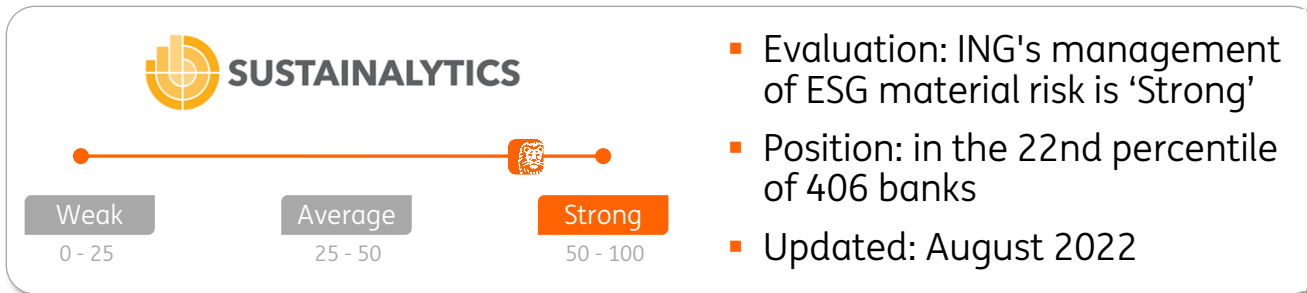 SUSTAINALYTICS
Weak
Average
Strong
0 - 25
25 - 50
50 - 100
▪ Evaluation: ING's management
of ESG material risk is ‘Strong’
▪ Position: in the 22nd percentile
of 406 banks
▪ Updated: August 2022